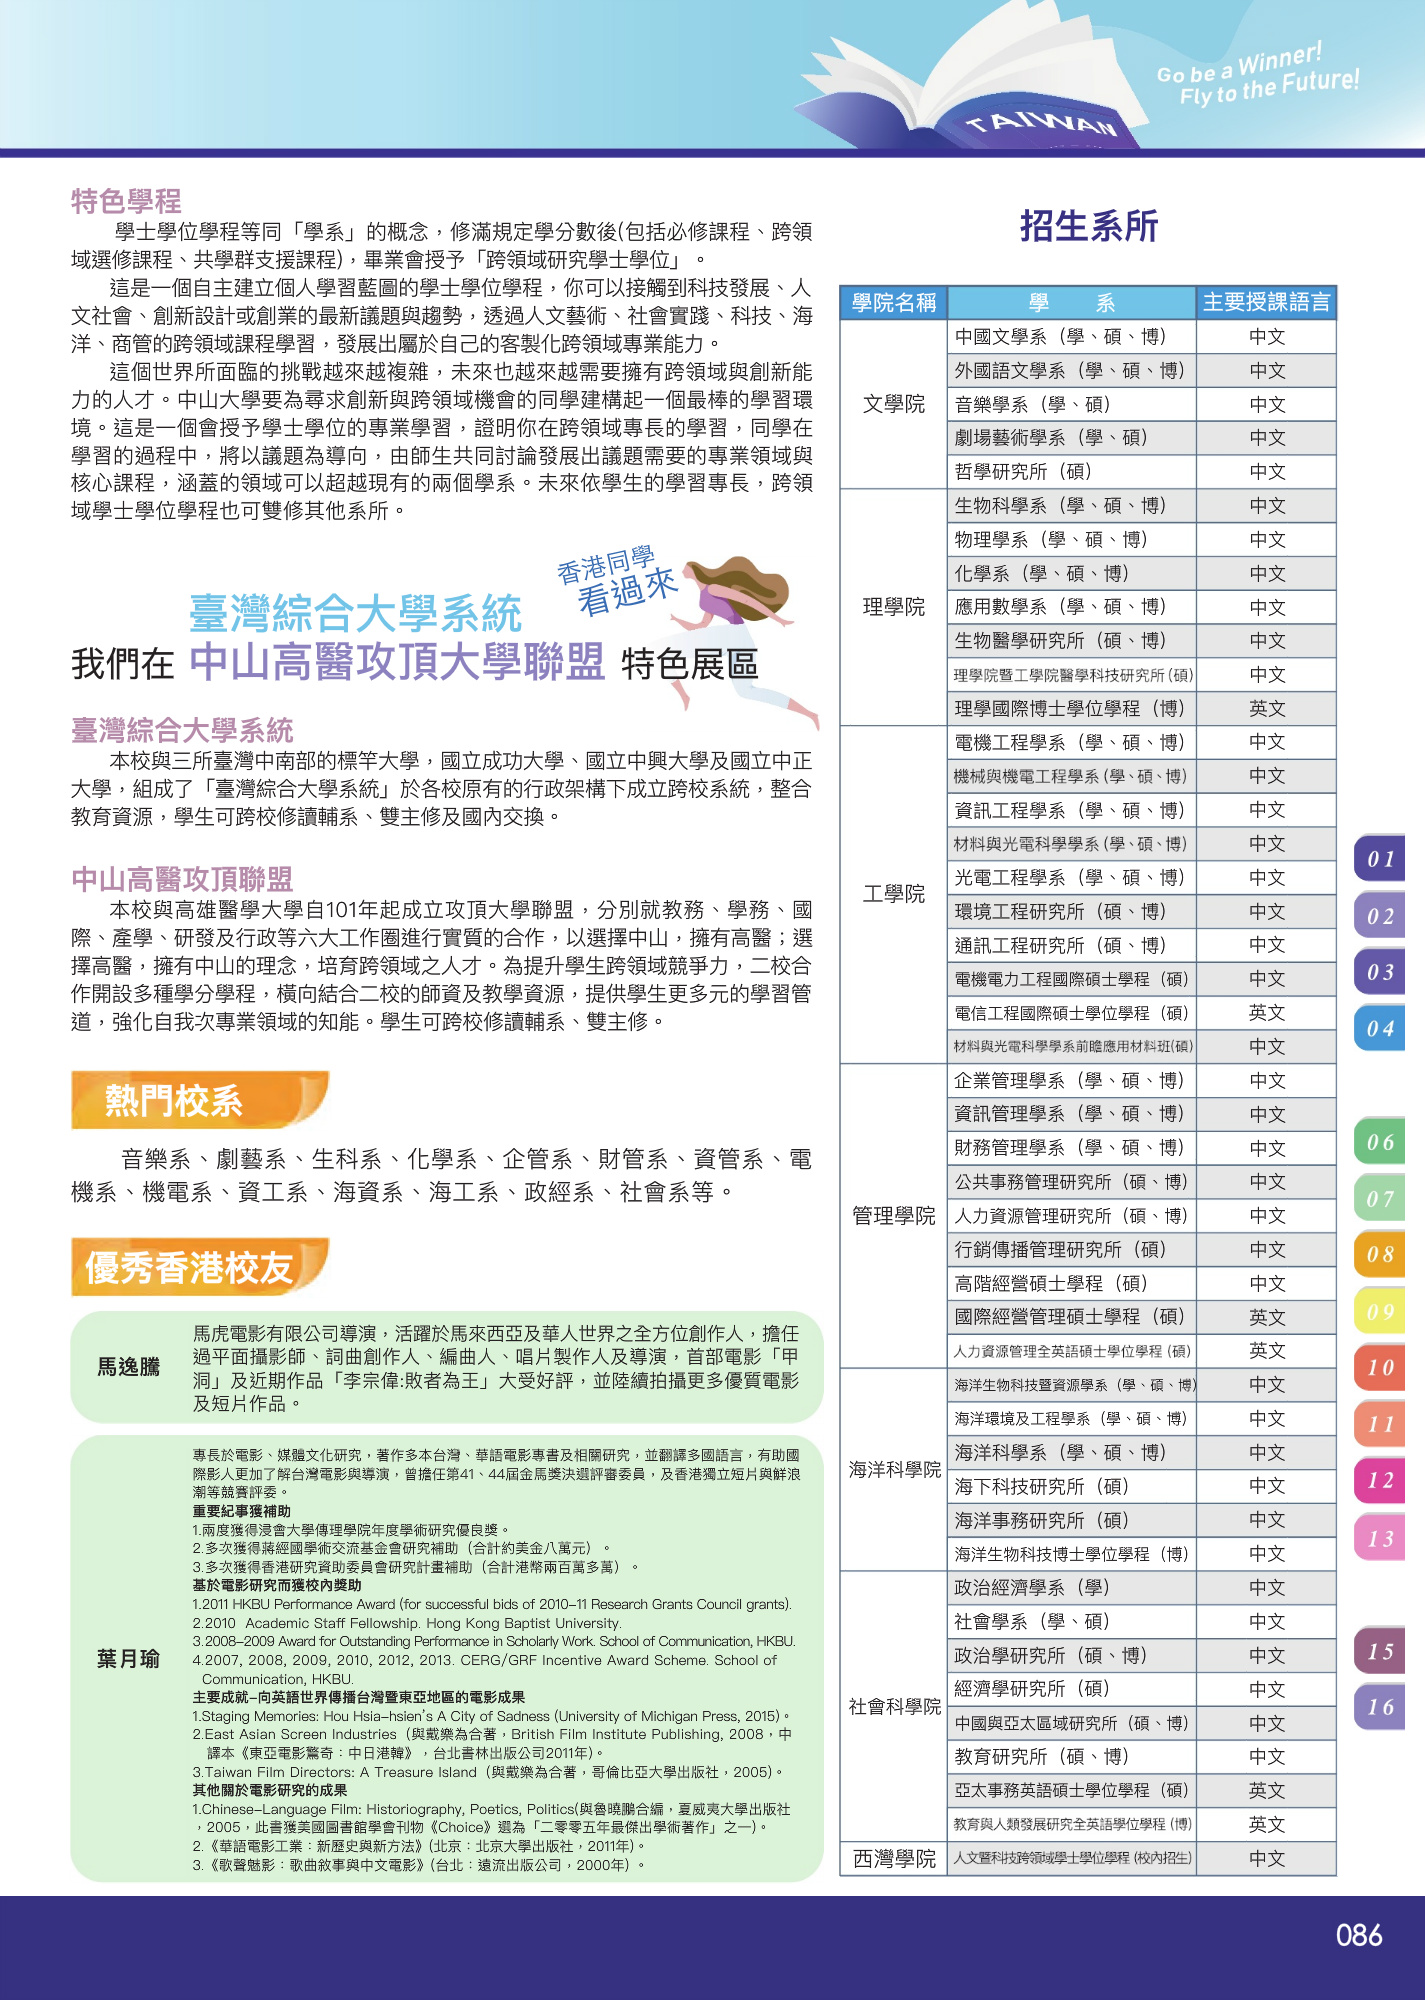 Go be a Winner!
Fly to the Future!
TAIWAN
特色學程
學士學位學程等同「學系」的概念，修滿規定學分數後(包括必修課程、跨領
域選修課程、共學群支援課程)，畢業會授予「跨領域研究學士學位」。
這是一個自主建立個人學習藍圖的學士學位學程，你可以接觸到科技發展、人
文社會、創新設計或創業的最新議題與趨勢，透過人文藝術、社會實踐、科技、海
洋、商管的跨領域課程學習，發展出屬於自己的客製化跨領域專業能力。
這個世界所面臨的挑戰越來越複雜，未來也越來越需要擁有跨領域與創新能
力的人才。中山大學要為尋求創新與跨領域機會的同學建構起一個最棒的學習環
境。這是一個會授予學士學位的專業學習，證明你在跨領域專長的學習，同學在
學習的過程中，將以議題為導向，由師生共同討論發展出議題需要的專業領域與
核心課程，涵蓋的領域可以超越現有的兩個學系。未來依學生的學習專長，跨領
域學士學位學程也可雙修其他系所。
香港同學
看過來
臺灣綜合大學系統
我們在 中山高醫攻頂大學聯盟 特色展區
臺灣綜合大學系統
本校與三所臺灣中南部的標竿大學，國立成功大學、國立中興大學及國立中正
大學，組成了「臺灣綜合大學系統」於各校原有的行政架構下成立跨校系統，整合
教育資源，學生可跨校修讀輔系、雙主修及國內交換。
中山高醫攻頂聯盟
本校與高雄醫學大學自101年起成立攻頂大學聯盟，分別就教務、學務、國
際、產學、研發及行政等六大工作圈進行實質的合作，以選擇中山，擁有高醫；選
擇高醫，擁有中山的理念，培育跨領域之人才。為提升學生跨領域競爭力，二校合
作開設多種學分學程，橫向結合二校的師資及教學資源，提供學生更多元的學習管
道，強化自我次專業領域的知能。學生可跨校修讀輔系、雙主修。
熱門校系
音樂系、劇藝系、生科系、化學系、企管系、財管系、資管系、電
機系、機電系、資工系、海資系、海工系、政經系、社會系等。
優秀香港校友
馬逸騰
馬虎電影有限公司導演，活躍於馬來西亞及華人世界之全方位創作人，擔任
過平面攝影師、詞曲創作人、編曲人、唱片製作人及導演，首部電影「甲
洞」及近期作品「李宗偉:敗者為王」大受好評，並陸續拍攝更多優質電影
及短片作品。
葉月瑜
專長於電影、媒體文化研究，著作多本台灣、華語電影專書及相關研究，並翻譯多國語言，有助國
際影人更加了解台灣電影與導演，曾擔任第41、44屆金馬獎決選評審委員，及香港獨立短片與鮮浪
潮等競賽評委。
重要紀事獲補助
1.兩度獲得浸會大學傳理學院年度學術研究優良獎。
2.多次獲得蔣經國學術交流基金會研究補助（合計約美金八萬元）。
3.多次獲得香港研究資助委員會研究計畫補助（合計港幣兩百萬多萬）。
基於電影研究而獲校內獎助
1.2011 HKBU Performance Award (for successful bids of 2010-11 Research Grants Council grants).
2.2010 Academic Staff Fellowship. Hong Kong Baptist University.
3.2008-2009 Award for Outstanding Performance in Scholarly Work. School of Communication, HKBU.
4.2007, 2008, 2009, 2010, 2012, 2013. CERG/GRF Incentive Award Scheme. School of
Communication, HKBU.
主要成就-向英語世界傳播台灣暨東亞地區的電影成果
1.Staging Memories: Hou Hsia-hsien's A City of Sadness (University of Michigan Press, 2015)。
2.East Asian Screen Industries（與戴樂為合著，British Film Institute Publishing, 2008，中
譯本《東亞電影驚奇：中日港韓》，台北書林出版公司2011年)。
3.Taiwan Film Directors: A Treasure Island（與戴樂為合著，哥倫比亞大學出版社，2005)。
其他關於電影研究的成果
1.Chinese-Language Film: Historiography, Poetics, Politics(與魯曉鵬合編，夏威夷大學出版社
，2005，此書獲美國圖書館學會刊物《Choice》選為「二零零五年最傑出學術著作」之一)。
2.《華語電影工業：新歷史與新方法》(北京：北京大學出版社，2011年)。
3.《歌聲魅影：歌曲敘事與中文電影》(台北：遠流出版公司，2000年) 。
招生系所
學院名稱 學　系 主要授課語言
文學院
中國文學系（學、碩、博） 中文
外國語文學系（學、碩、博） 中文
音樂學系（學、碩） 中文
劇場藝術學系（學、碩） 中文
哲學研究所（碩） 中文
理學院
生物科學系（學、碩、博） 中文
物理學系（學、碩、博） 中文
化學系（學、碩、博） 中文
應用數學系（學、碩、博） 中文
生物醫學研究所（碩、博） 中文
理學院暨工學院醫學科技研究所(碩) 中文
理學國際博士學位學程（博） 英文
工學院
電機工程學系（學、碩、博） 中文
機械與機電工程學系(學、碩、博) 中文
資訊工程學系（學、碩、博） 中文
材料與光電科學學系(學、碩、博) 中文
光電工程學系（學、碩、博） 中文
環境工程研究所（碩、博） 中文
通訊工程研究所（碩、博） 中文
電機電力工程國際碩士學程（碩） 中文
電信工程國際碩士學位學程（碩） 英文
材料與光電科學學系前瞻應用材料班(碩) 中文
管理學院
企業管理學系（學、碩、博） 中文
資訊管理學系（學、碩、博） 中文
財務管理學系（學、碩、博） 中文
公共事務管理研究所（碩、博） 中文
人力資源管理研究所（碩、博） 中文
行銷傳播管理研究所（碩） 中文
高階經營碩士學程（碩） 中文
國際經營管理碩士學程（碩） 英文
人力資源管理全英語碩士學位學程（碩） 英文
海洋科學院
海洋生物科技暨資源學系（學、碩、博） 中文
海洋環境及工程學系（學、碩、博） 中文
海洋科學系（學、碩、博） 中文
海下科技研究所（碩） 中文
海洋事務研究所（碩） 中文
海洋生物科技博士學位學程（博） 中文
社會科學院
政治經濟學系（學） 中文
社會學系（學、碩） 中文
政治學研究所（碩、博） 中文
經濟學研究所（碩） 中文
中國與亞太區域研究所（碩、博） 中文
教育研究所（碩、博） 中文
亞太事務英語碩士學位學程（碩） 英文
教育與人類發展研究全英語學位學程（博) 英文
西灣學院
人文暨科技跨領域學士學位學程（校內招生) 中文
01
02
03
04
06
07
08
09
10
11
12
13
15
16
086